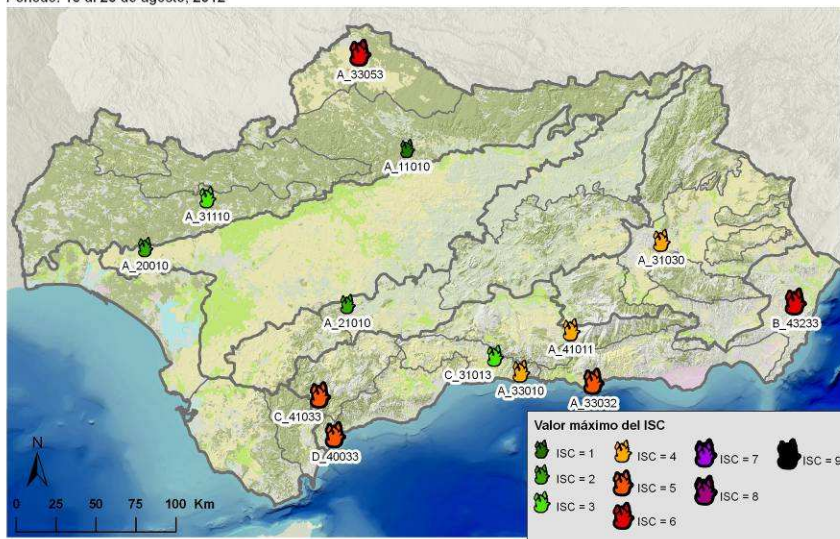 A_33053
A_11010
A_31110
A_31030
A_20010
B_43233
A_21010
A_41011
C_31013
A_33010
A_33032
C_41033
D_40033
N
0 25 50 75 100 Km
Valor máximo del ISC
ISC = 1
ISC = 2
ISC = 3
ISC = 4
ISC = 5
ISC = 6
ISC = 7
ISC = 8
ISC = 9